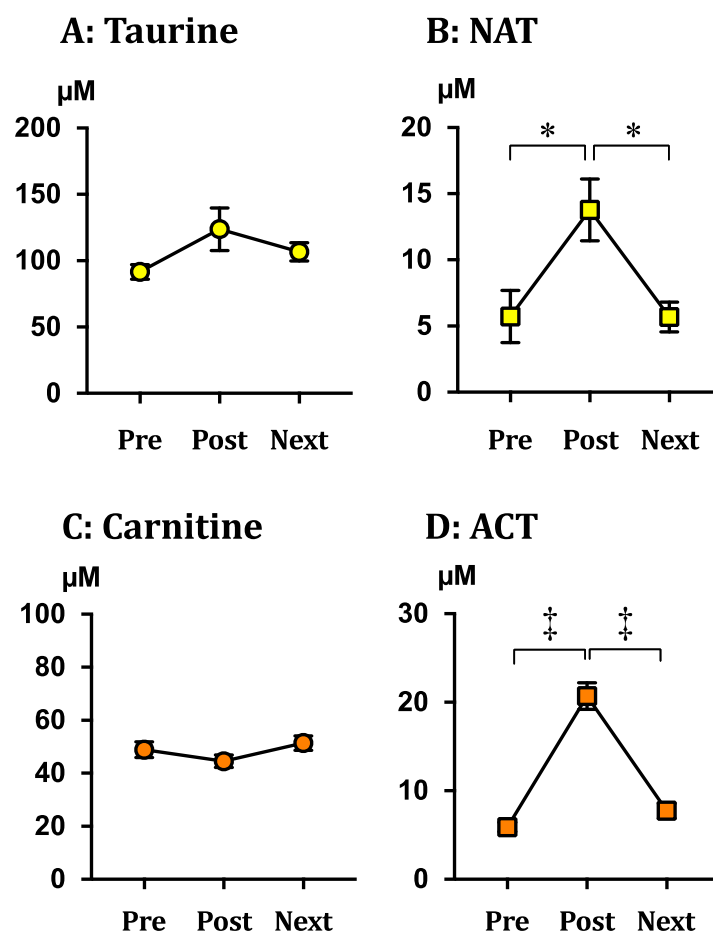 A: Taurine
µM
200
150
100
50
0
Pre Post Next
B: NAT
µM
20
15
10
5
0
* *
Pre Post Next
C: Carnitine
µM
100
80
60
40
20
0
Pre Post Next
D: ACT
µM
30
20
10
0
‡ ‡
Pre Post Next